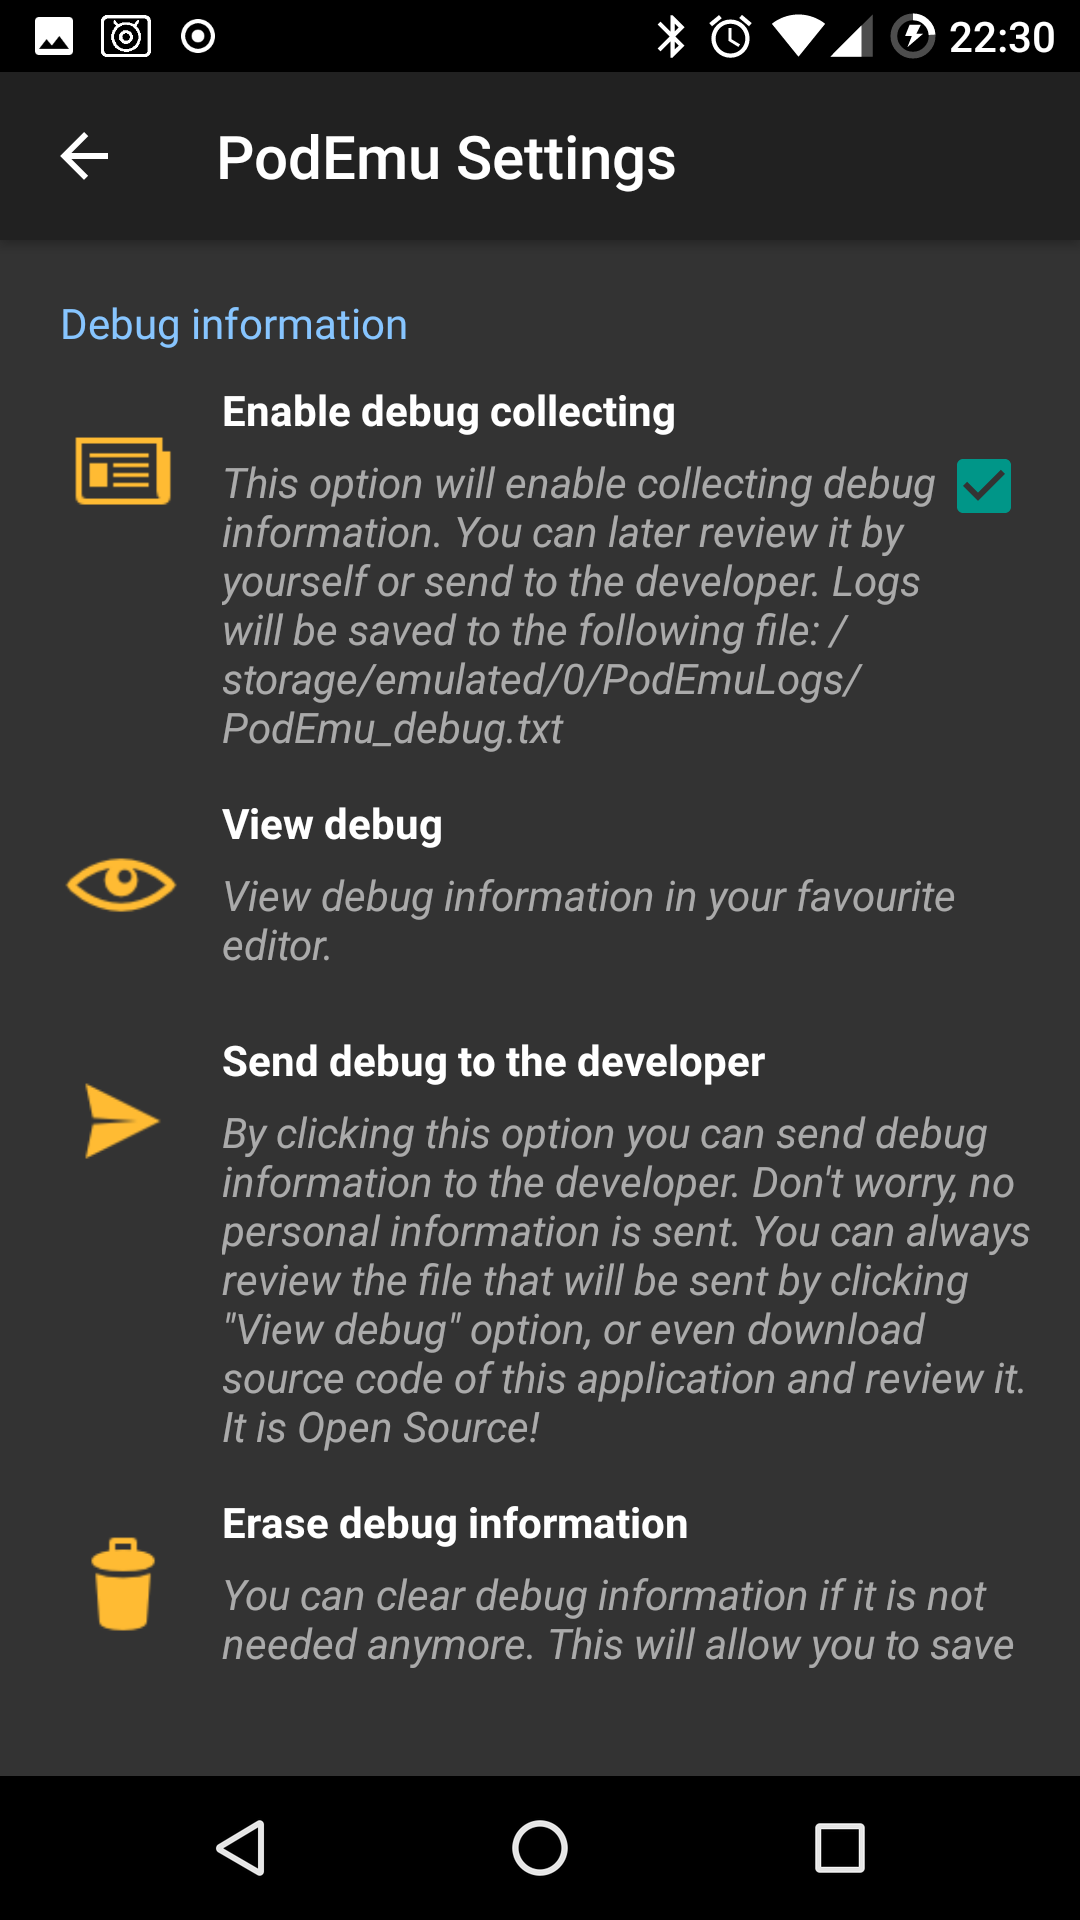 22:30
PodEmu Settings
Debug information
Enable debug collecting
This option will enable collecting debug
information. You can later review it by
yourself or send to the developer. Logs
will be saved to the following file: /
storage/emulated/0/PodEmuLogs/
PodEmu_debug.txt
View debug
View debug information in your favourite
editor.
Send debug to the developer
By clicking this option you can send debug
information to the developer. Don't worry, no
personal information is sent. You can always
review the file that will be sent by clicking
"View debug" option, or even download
source code of this application and review it.
It is Open Source!
Erase debug information
You can clear debug information if it is not
needed anymore. This will allow you to save